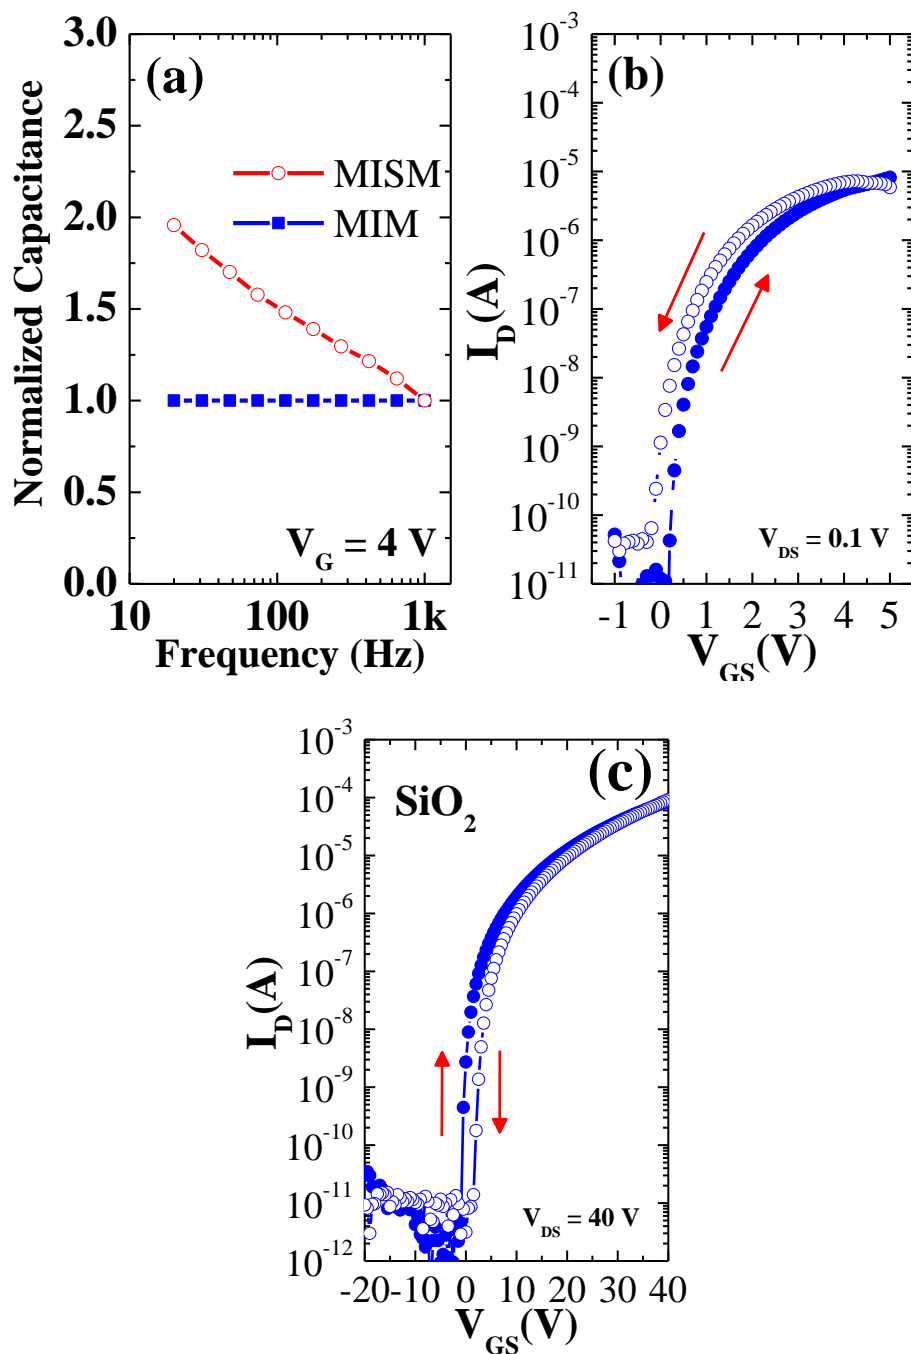 (a)
3.0
2.5
2.0
1.5
1.0
0.5
0.0
Normalized Capacitance
MISM
MIM
V_G = 4 V
10 100 1k
Frequency (Hz)
(b)
10^-3
10^-4
10^-5
10^-6
10^-7
10^-8
10^-9
10^-10
10^-11
I_D(A)
V_DS = 0.1 V
-1 0 1 2 3 4 5
V_GS(V)
(c)
SiO_2
10^-3
10^-4
10^-5
10^-6
10^-7
10^-8
10^-9
10^-10
10^-11
10^-12
I_D(A)
V_DS = 40 V
-20 -10 0 10 20 30 40
V_GS(V)